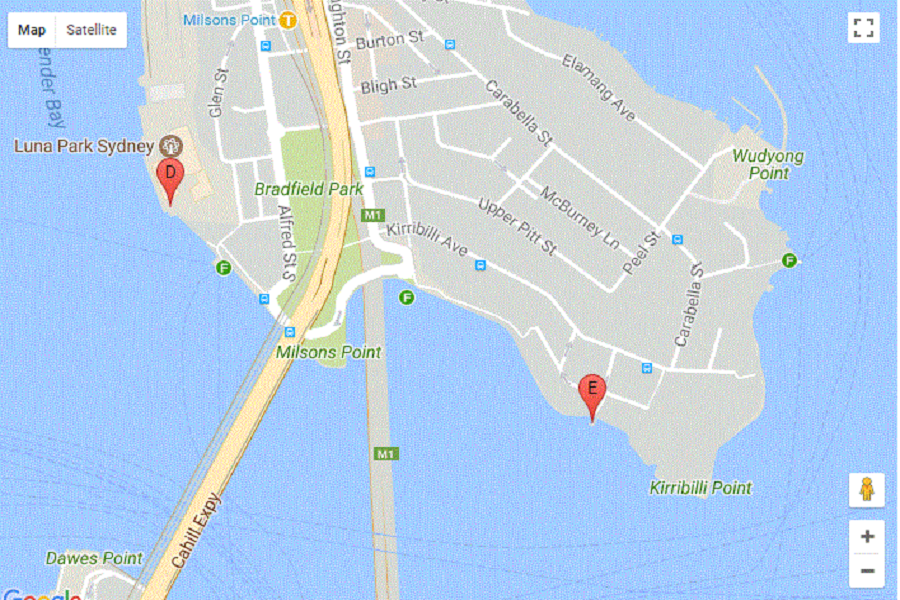 Map
Satellite
Milsons Point
T
ighton St
Burton St
Bligh St
Glen St
Elamang Ave
Carabella St
ender Bay
Luna Park Sydney
D
Wudyong
Point
Bradfield Park
M1
Alfred St S
Kirribilli Ave
Upper Pitt St
McBurney Ln
Peel St
F
F
F
Carabella St
Milsons Point
E
M1
Kirribilli Point
Cahill Expy
Dawes Point
Google
+
−